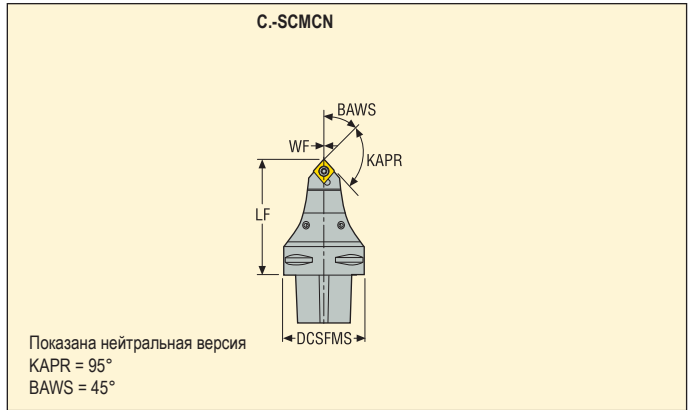 C.-SCMCN
BAWS
WF
KAPR
LF
DCSFMS
Показана нейтральная версия
KAPR = 95°
BAWS = 45°